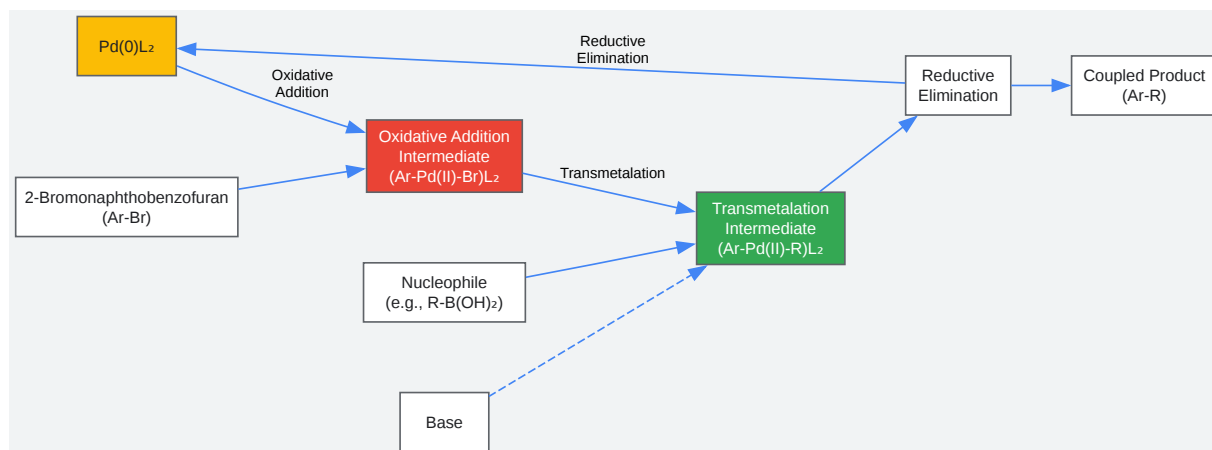 Pd(0)L₂
Reductive
Elimination
Oxidative
Addition
Reductive
Elimination
Coupled Product
(Ar-R)
Oxidative Addition
Intermediate
(Ar-Pd(II)-Br)L₂
Transmetalation
2-Bromonaphthobenzofuran
(Ar-Br)
Transmetalation
Intermediate
(Ar-Pd(II)-R)L₂
Nucleophile
(e.g., R-B(OH)₂)
Base